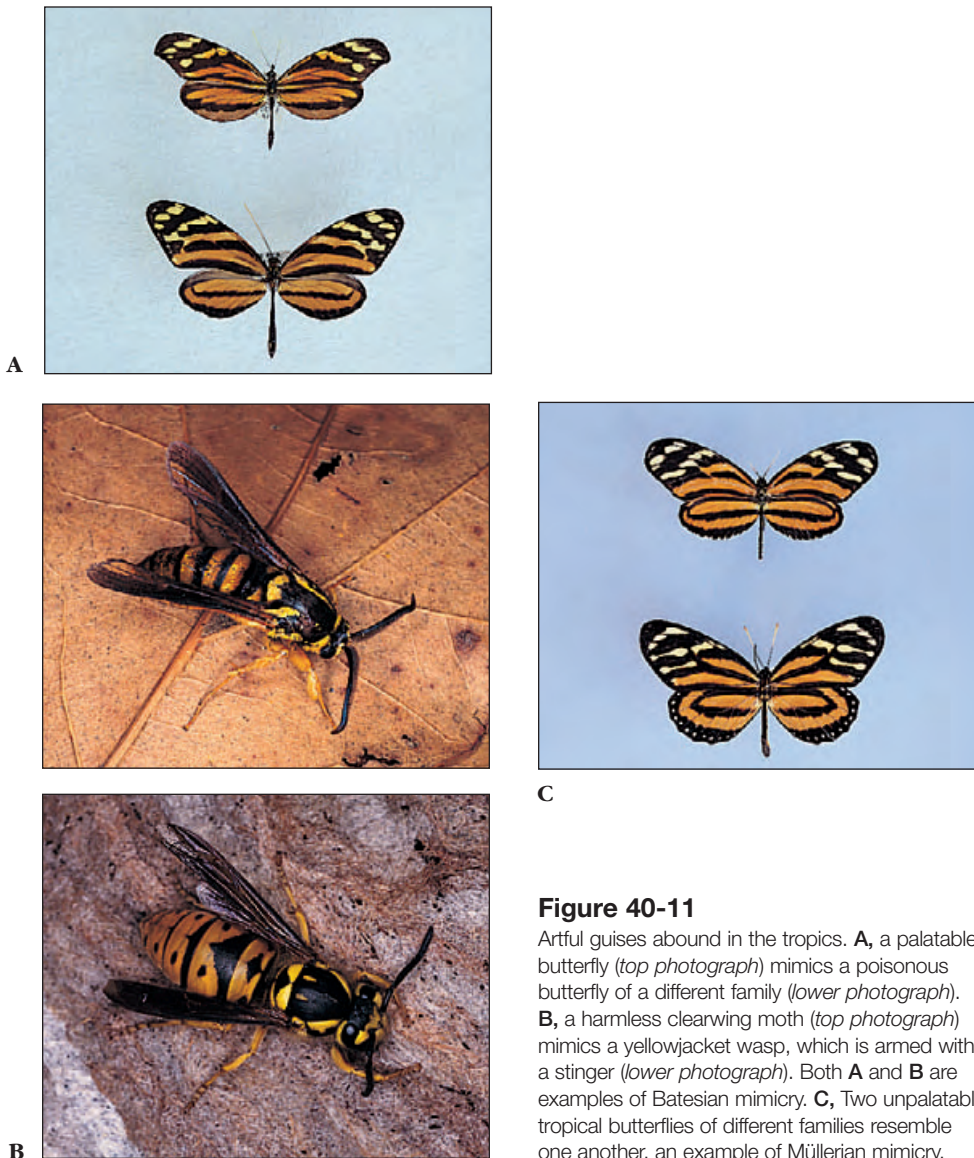 A
B
C
Figure 40-11
Artful guises abound in the tropics. A, a palatable
butterfly (top photograph) mimics a poisonous
butterfly of a different family (lower photograph).
B, a harmless clearwing moth (top photograph)
mimics a yellowjacket wasp, which is armed with
a stinger (lower photograph). Both A and B are
examples of Batesian mimicry. C, Two unpalatabl
tropical butterflies of different families resemble
one another, an example of Müllerian mimicry.